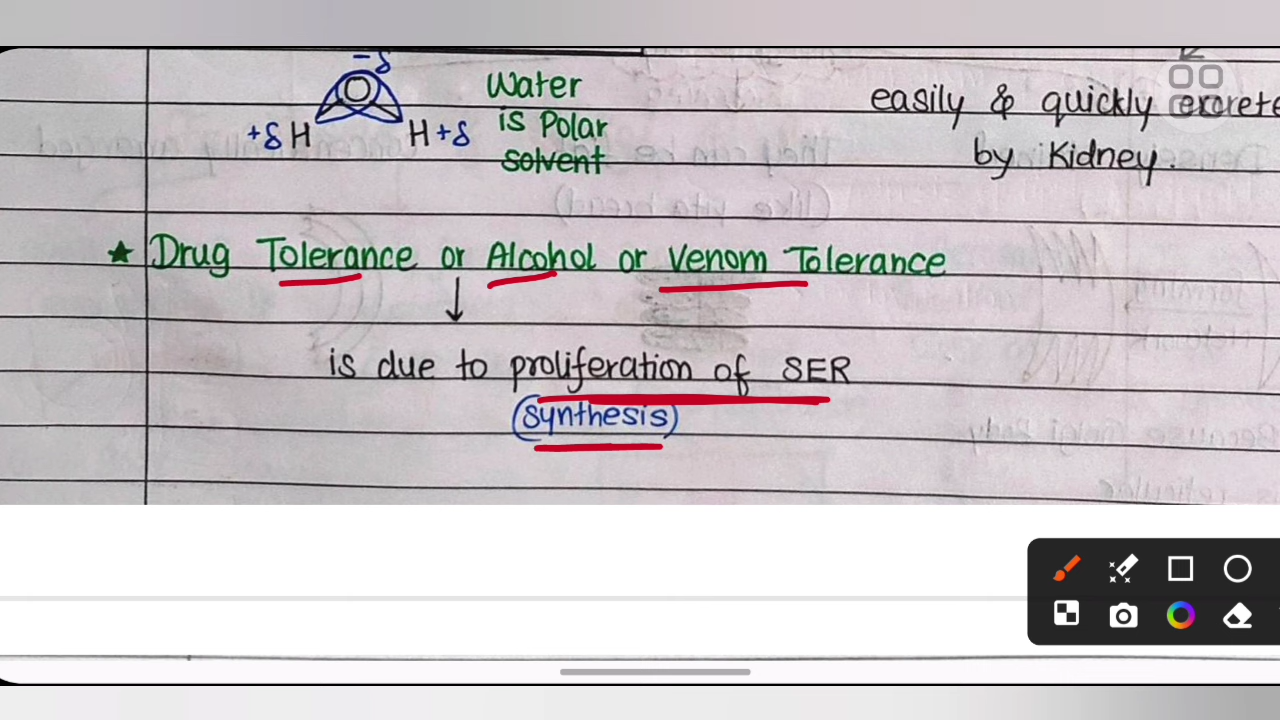 -δ
+δ H H +δ
Water
is Polar
solvent
easily & quickly excrete
by Kidney.
★ Drug Tolerance or Alcohol or Venom Tolerance
↓
is due to proliferation of SER
(synthesis)